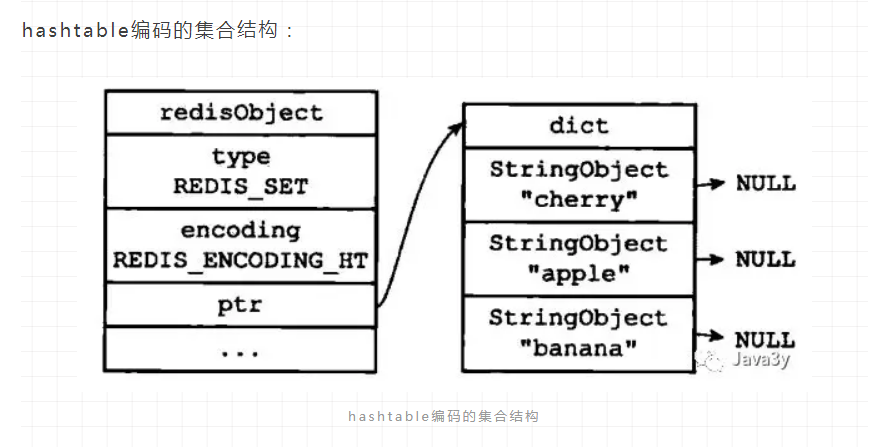 hashtable编码的集合结构：
redisObject
type
REDIS_SET
encoding
REDIS_ENCODING_HT
ptr
...
dict
StringObject
"cherry"
NULL
StringObject
"apple"
NULL
StringObject
"banana"
NULL
Java3y
hashtable编码的集合结构